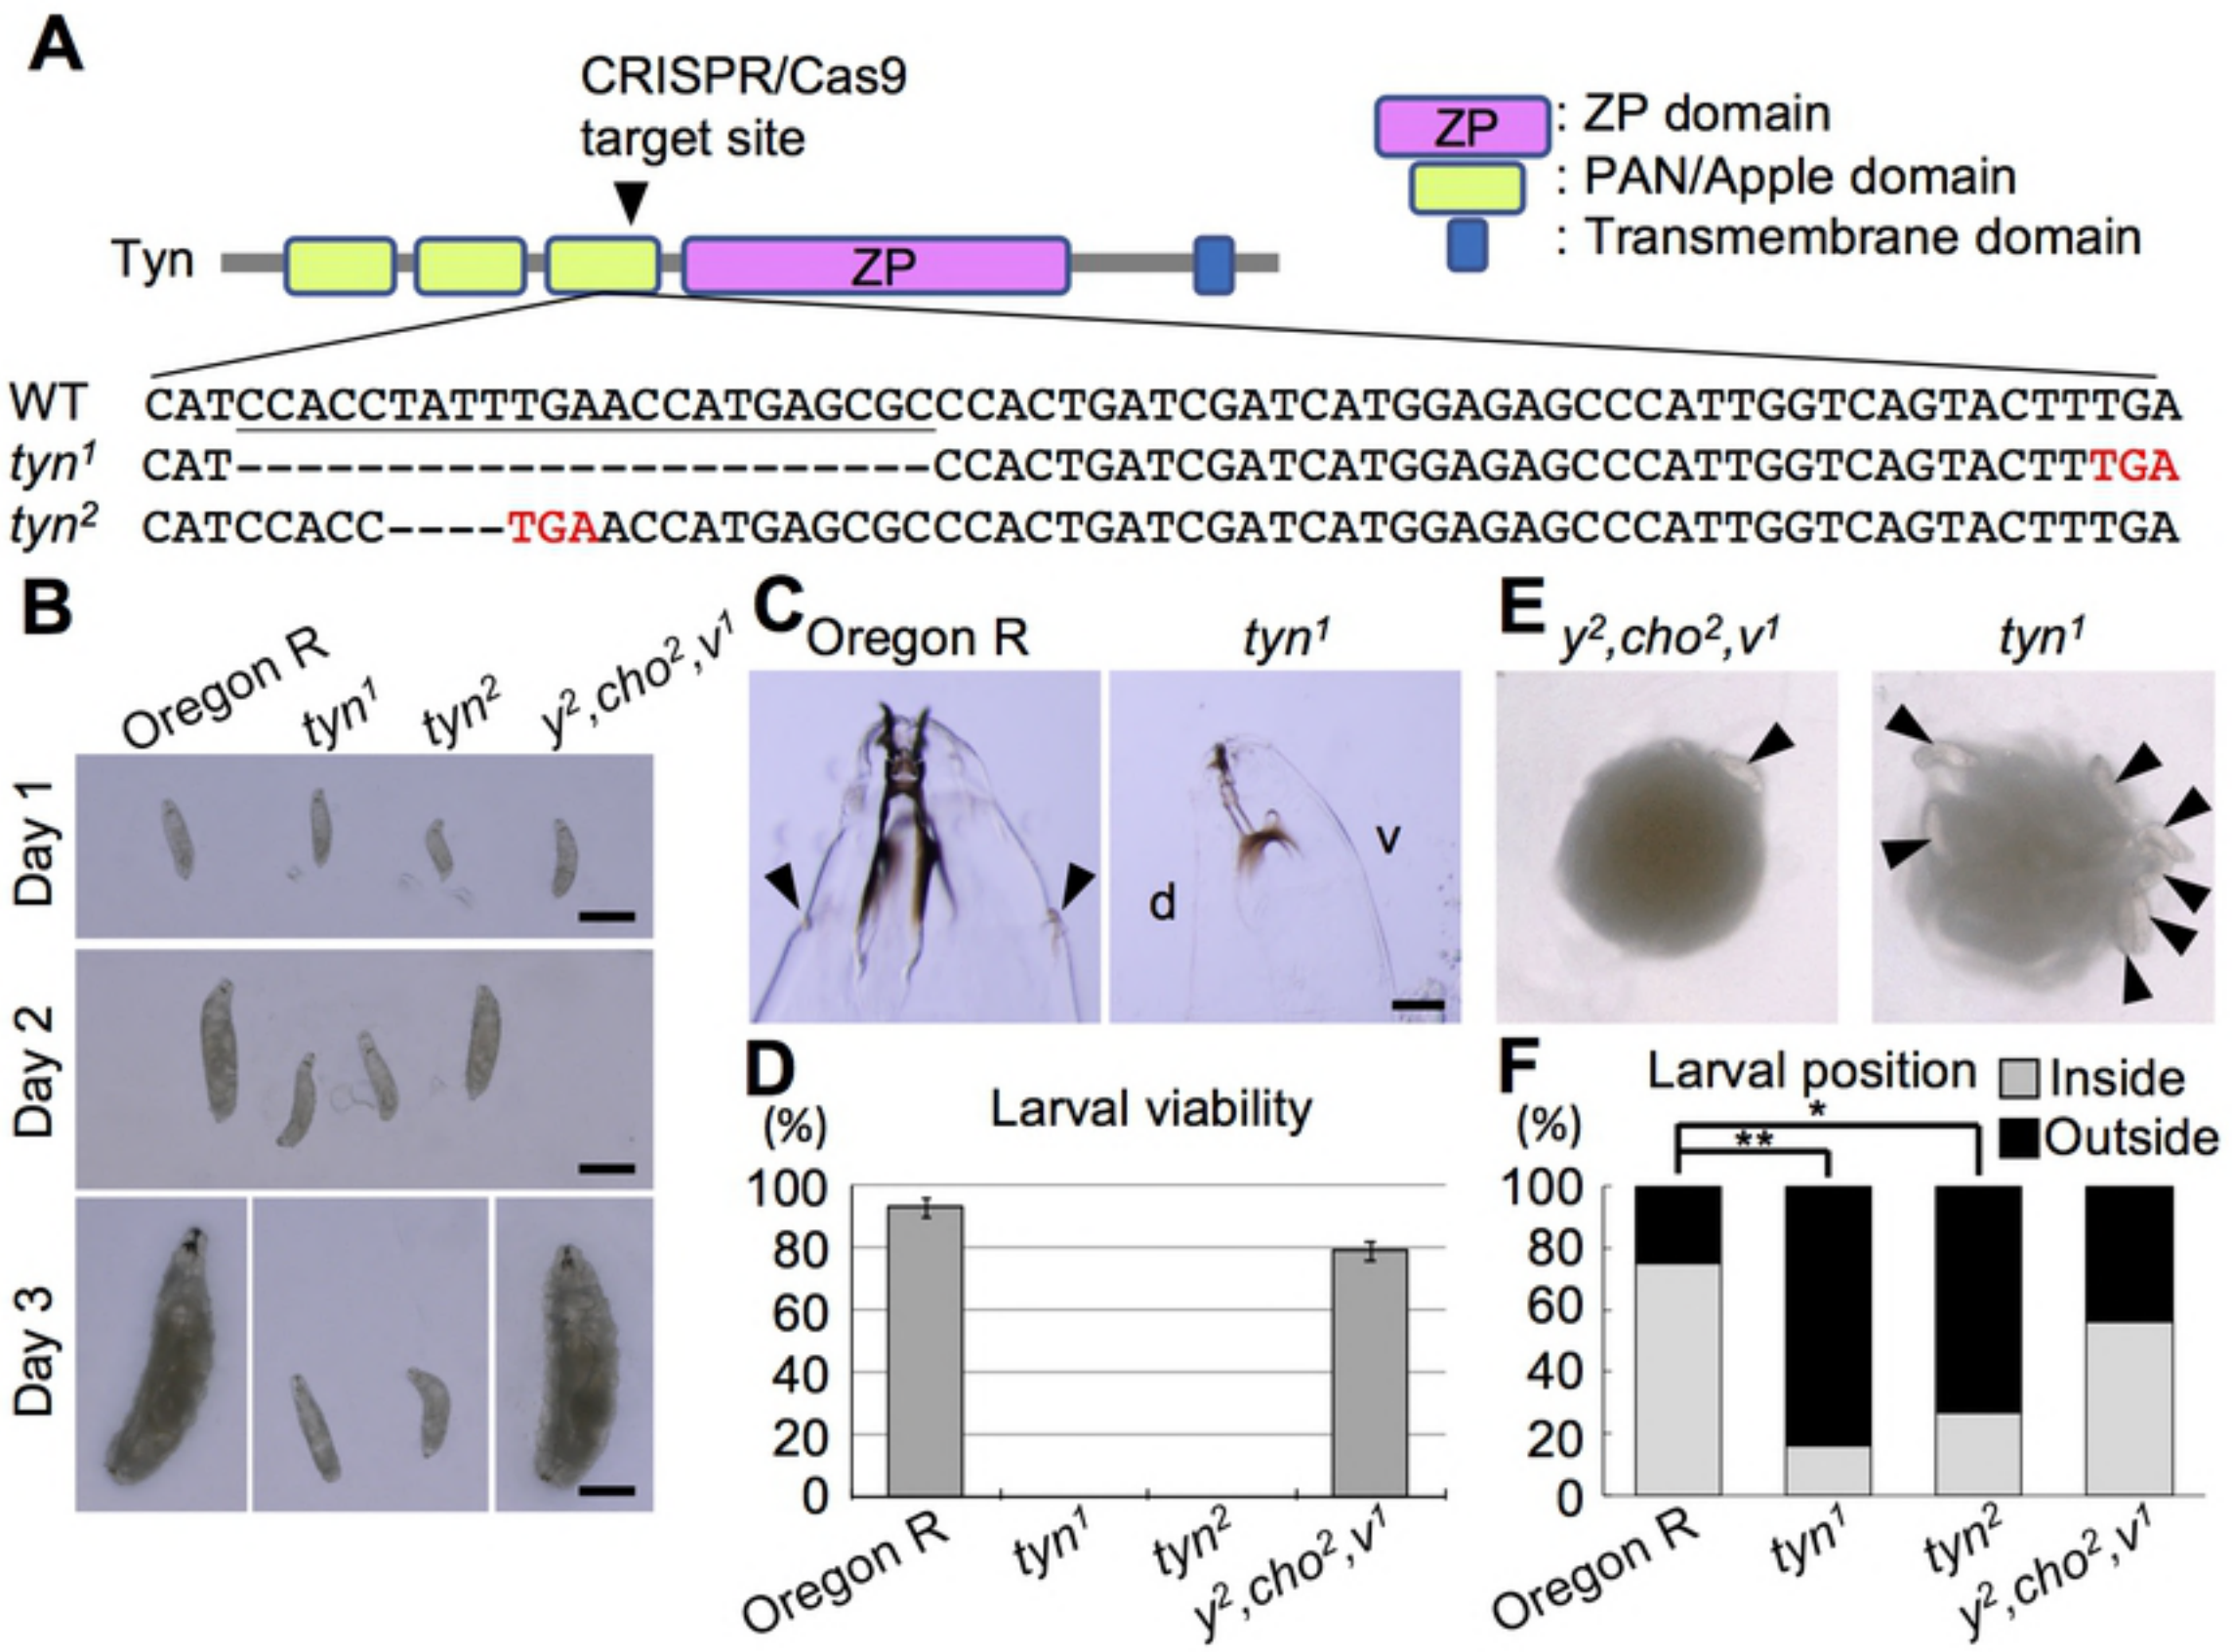 A
CRISPR/Cas9
target site
ZP : ZP domain
: PAN/Apple domain
: Transmembrane domain
Tyn ZP
WT CATCCACCTATTTGAACCATGAGCGCCCACTGATCGATCATGGAGAGCCCATTGGTCAGTACTTTGA
tyn¹ CAT-----------------------CCACTGATCGATCATGGAGAGCCCATTGGTCAGTACTTTGA
tyn² CATCCACC----TGAACCATGAGCGCCCACTGATCGATCATGGAGAGCCCATTGGTCAGTACTTTGA
B
Oregon R tyn¹ tyn² y²,cho²,v¹
Day 1
Day 2
Day 3
C
Oregon R tyn¹
d v
D
Larval viability
(%)
100
80
60
40
20
0
Oregon R tyn¹ tyn² y²,cho²,v¹
E
y²,cho²,v¹ tyn¹
F
Larval position
Inside
Outside
(%)
*
**
100
80
60
40
20
0
Oregon R tyn¹ tyn² y²,cho²,v¹